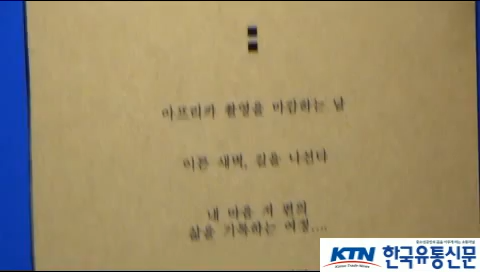 아프리카 촬영을 마감하는 날
이른 새벽, 길을 나선다
내 마음 저 편의
삶을 기록하는 여정....
KTN 한국유통신문